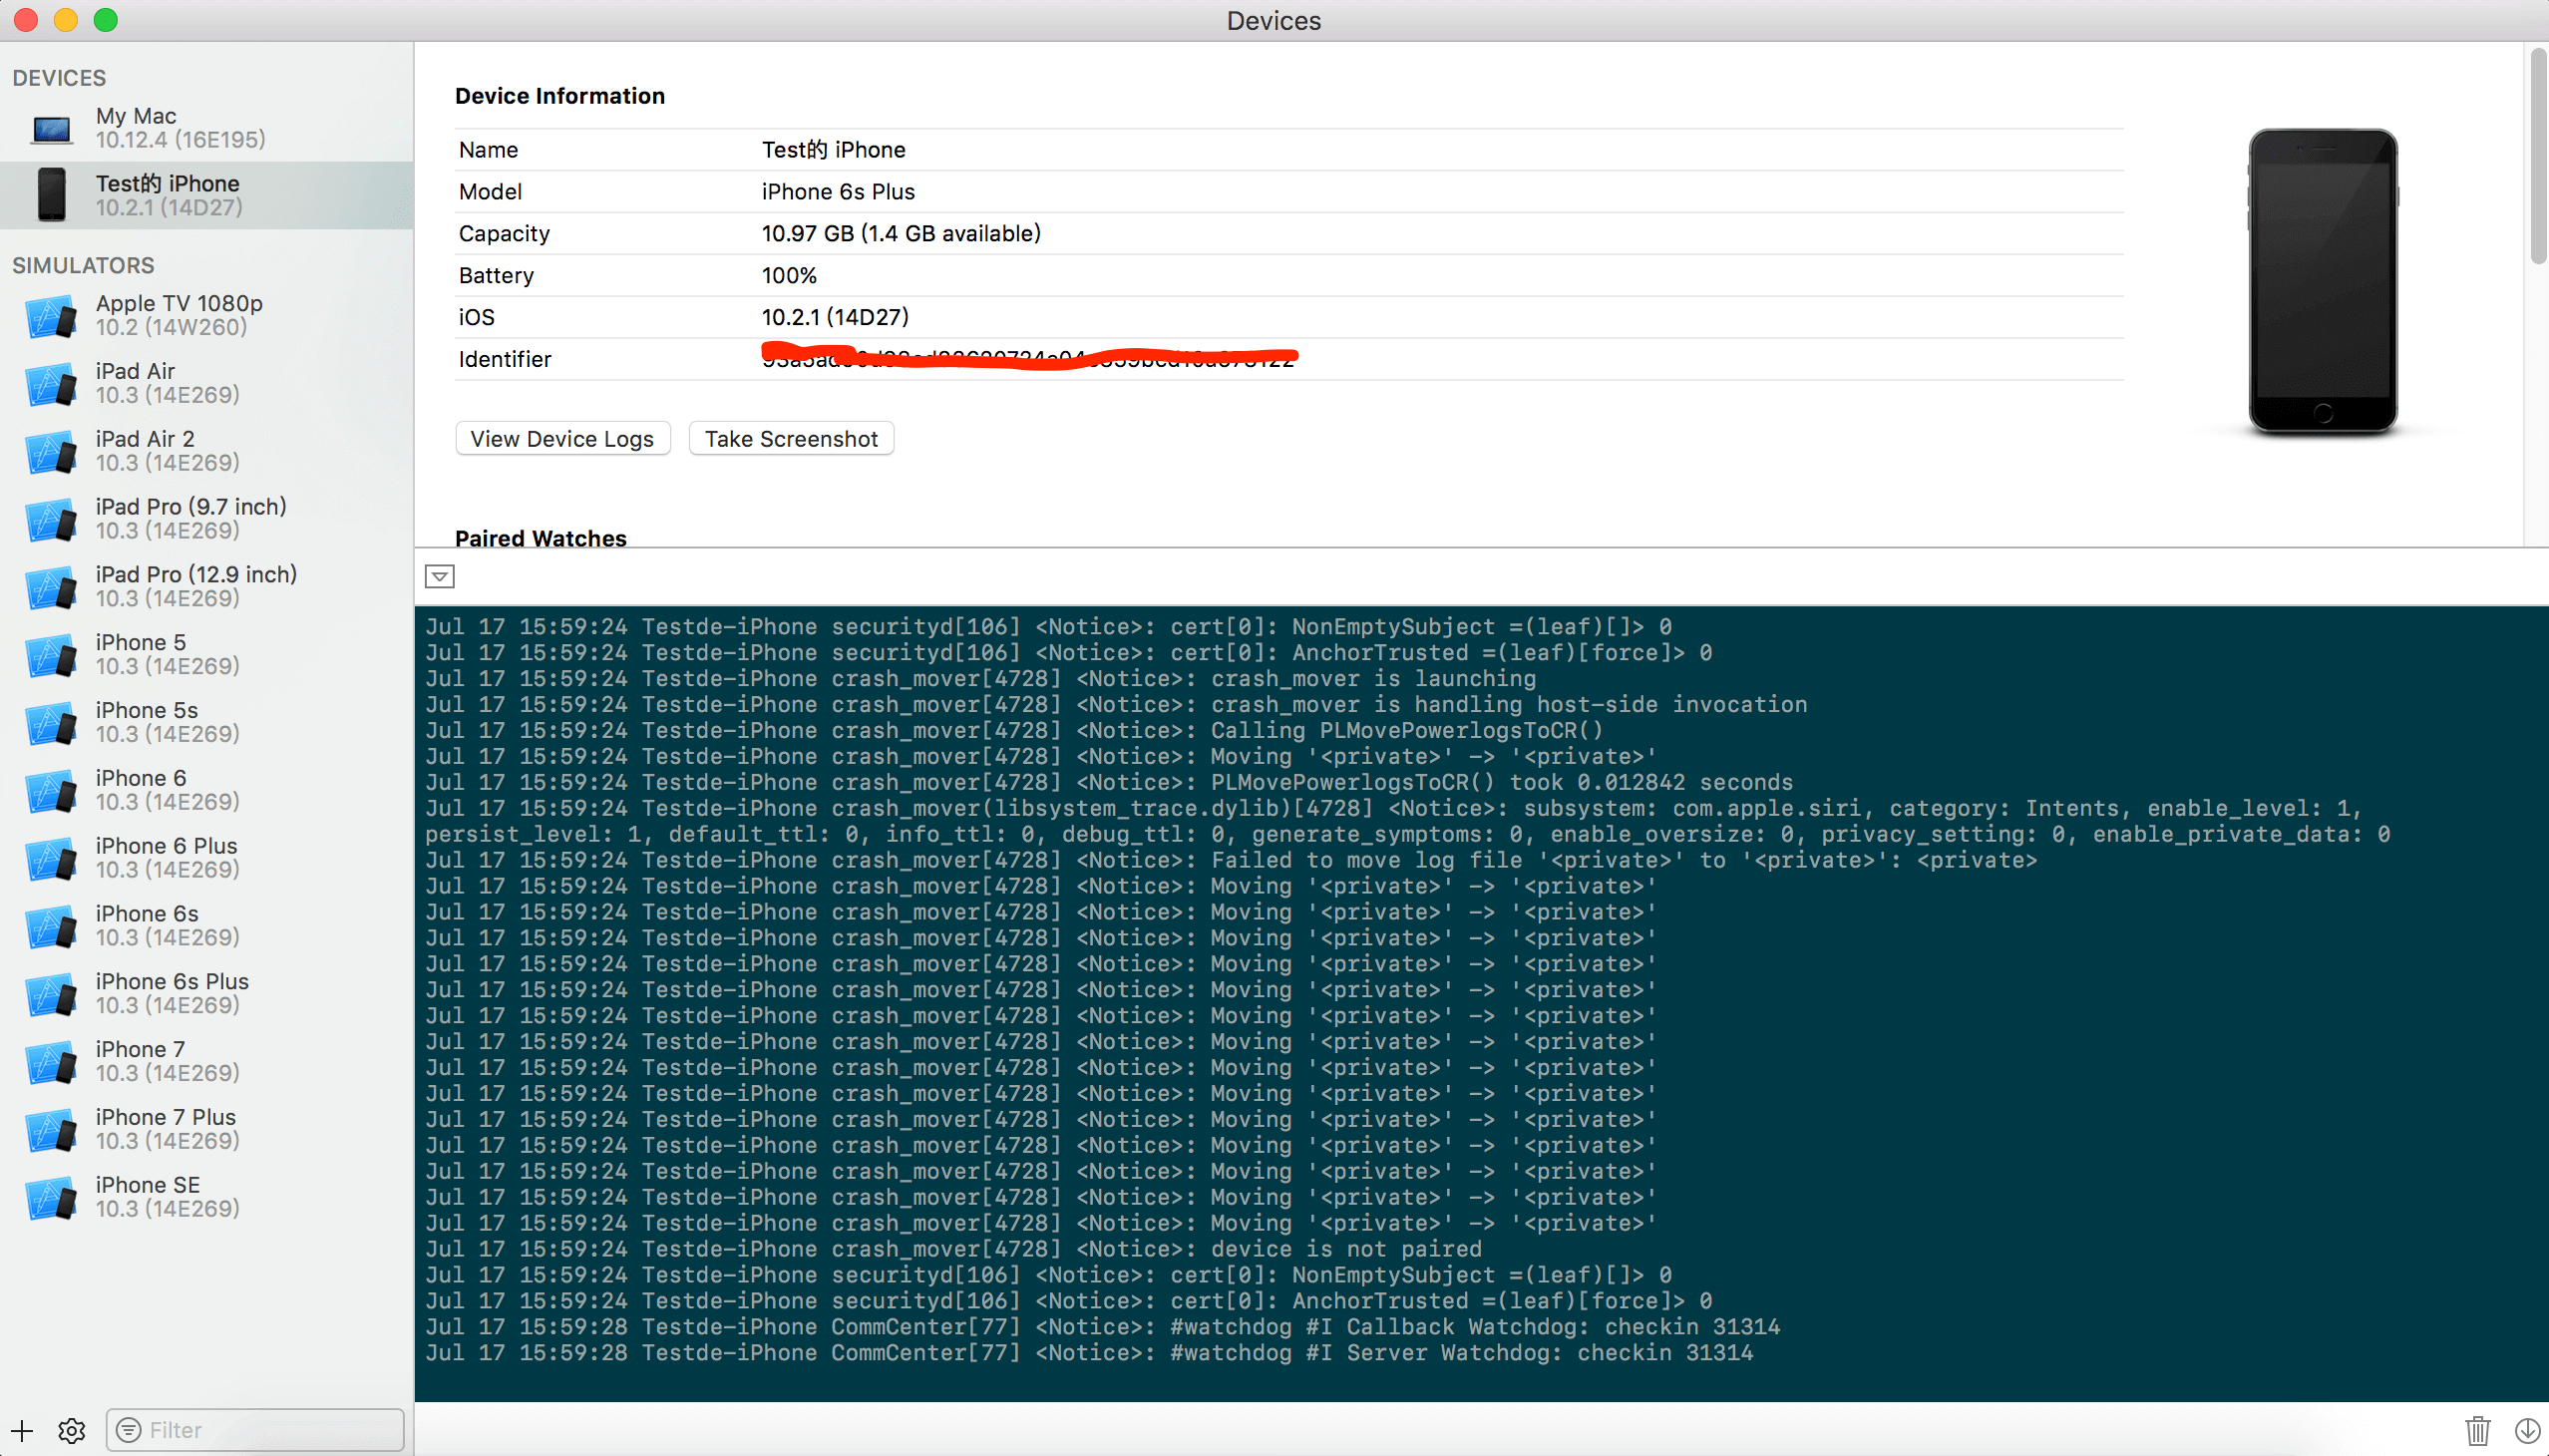 Devices
DEVICES
My Mac
10.12.4 (16E195)
Test的 iPhone
10.2.1 (14D27)
SIMULATORS
Apple TV 1080p
10.2 (14W260)
iPad Air
10.3 (14E269)
iPad Air 2
10.3 (14E269)
iPad Pro (9.7 inch)
10.3 (14E269)
iPad Pro (12.9 inch)
10.3 (14E269)
iPhone 5
10.3 (14E269)
iPhone 5s
10.3 (14E269)
iPhone 6
10.3 (14E269)
iPhone 6 Plus
10.3 (14E269)
iPhone 6s
10.3 (14E269)
iPhone 6s Plus
10.3 (14E269)
iPhone 7
10.3 (14E269)
iPhone 7 Plus
10.3 (14E269)
iPhone SE
10.3 (14E269)
Filter
Device Information
Name Test的 iPhone
Model iPhone 6s Plus
Capacity 10.97 GB (1.4 GB available)
Battery 100%
iOS 10.2.1 (14D27)
Identifier
View Device Logs Take Screenshot
Paired Watches
Jul 17 15:59:24 Testde-iPhone securityd[106] <Notice>: cert[0]: NonEmptySubject =(leaf)[]> 0
Jul 17 15:59:24 Testde-iPhone securityd[106] <Notice>: cert[0]: AnchorTrusted =(leaf)[force]> 0
Jul 17 15:59:24 Testde-iPhone crash_mover[4728] <Notice>: crash_mover is launching
Jul 17 15:59:24 Testde-iPhone crash_mover[4728] <Notice>: crash_mover is handling host-side invocation
Jul 17 15:59:24 Testde-iPhone crash_mover[4728] <Notice>: Calling PLMovePowerlogsToCR()
Jul 17 15:59:24 Testde-iPhone crash_mover[4728] <Notice>: Moving '<private>' -> '<private>'
Jul 17 15:59:24 Testde-iPhone crash_mover[4728] <Notice>: PLMovePowerlogsToCR() took 0.012842 seconds
Jul 17 15:59:24 Testde-iPhone crash_mover(libsystem_trace.dylib)[4728] <Notice>: subsystem: com.apple.siri, category: Intents, enable_level: 1,
persist_level: 1, default_ttl: 0, info_ttl: 0, debug_ttl: 0, generate_symptoms: 0, enable_oversize: 0, privacy_setting: 0, enable_private_data: 0
Jul 17 15:59:24 Testde-iPhone crash_mover[4728] <Notice>: Failed to move log file '<private>' to '<private>': <private>
Jul 17 15:59:24 Testde-iPhone crash_mover[4728] <Notice>: Moving '<private>' -> '<private>'
Jul 17 15:59:24 Testde-iPhone crash_mover[4728] <Notice>: Moving '<private>' -> '<private>'
Jul 17 15:59:24 Testde-iPhone crash_mover[4728] <Notice>: Moving '<private>' -> '<private>'
Jul 17 15:59:24 Testde-iPhone crash_mover[4728] <Notice>: Moving '<private>' -> '<private>'
Jul 17 15:59:24 Testde-iPhone crash_mover[4728] <Notice>: Moving '<private>' -> '<private>'
Jul 17 15:59:24 Testde-iPhone crash_mover[4728] <Notice>: Moving '<private>' -> '<private>'
Jul 17 15:59:24 Testde-iPhone crash_mover[4728] <Notice>: Moving '<private>' -> '<private>'
Jul 17 15:59:24 Testde-iPhone crash_mover[4728] <Notice>: Moving '<private>' -> '<private>'
Jul 17 15:59:24 Testde-iPhone crash_mover[4728] <Notice>: Moving '<private>' -> '<private>'
Jul 17 15:59:24 Testde-iPhone crash_mover[4728] <Notice>: Moving '<private>' -> '<private>'
Jul 17 15:59:24 Testde-iPhone crash_mover[4728] <Notice>: Moving '<private>' -> '<private>'
Jul 17 15:59:24 Testde-iPhone crash_mover[4728] <Notice>: Moving '<private>' -> '<private>'
Jul 17 15:59:24 Testde-iPhone crash_mover[4728] <Notice>: Moving '<private>' -> '<private>'
Jul 17 15:59:24 Testde-iPhone crash_mover[4728] <Notice>: Moving '<private>' -> '<private>'
Jul 17 15:59:24 Testde-iPhone crash_mover[4728] <Notice>: device is not paired
Jul 17 15:59:24 Testde-iPhone securityd[106] <Notice>: cert[0]: NonEmptySubject =(leaf)[]> 0
Jul 17 15:59:24 Testde-iPhone securityd[106] <Notice>: cert[0]: AnchorTrusted =(leaf)[force]> 0
Jul 17 15:59:28 Testde-iPhone CommCenter[77] <Notice>: #watchdog #I Callback Watchdog: checkin 31314
Jul 17 15:59:28 Testde-iPhone CommCenter[77] <Notice>: #watchdog #I Server Watchdog: checkin 31314